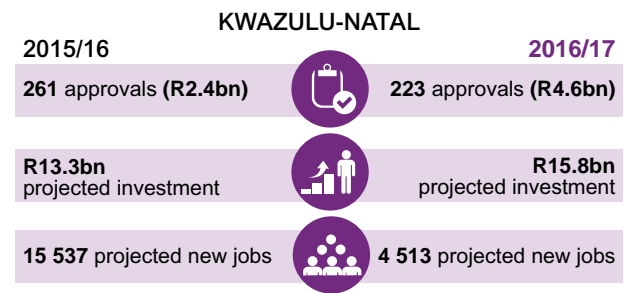 KWAZULU-NATAL
2015/16 2016/17
261 approvals (R2.4bn) 223 approvals (R4.6bn)
R13.3bn R15.8bn
projected investment projected investment
15 537 projected new jobs 4 513 projected new jobs